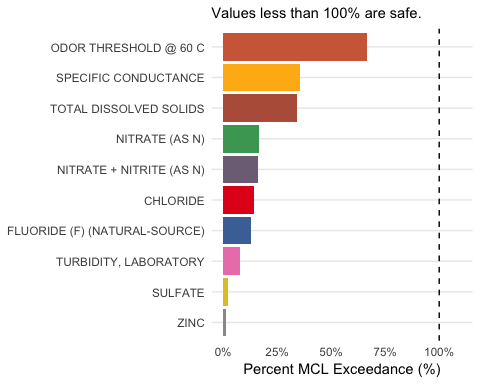 Values less than 100% are safe.
ODOR THRESHOLD @ 60 C
SPECIFIC CONDUCTANCE
TOTAL DISSOLVED SOLIDS
NITRATE (AS N)
NITRATE + NITRITE (AS N)
CHLORIDE
FLUORIDE (F) (NATURAL-SOURCE)
TURBIDITY, LABORATORY
SULFATE
ZINC
0% 25% 50% 75% 100%
Percent MCL Exceedance (%)